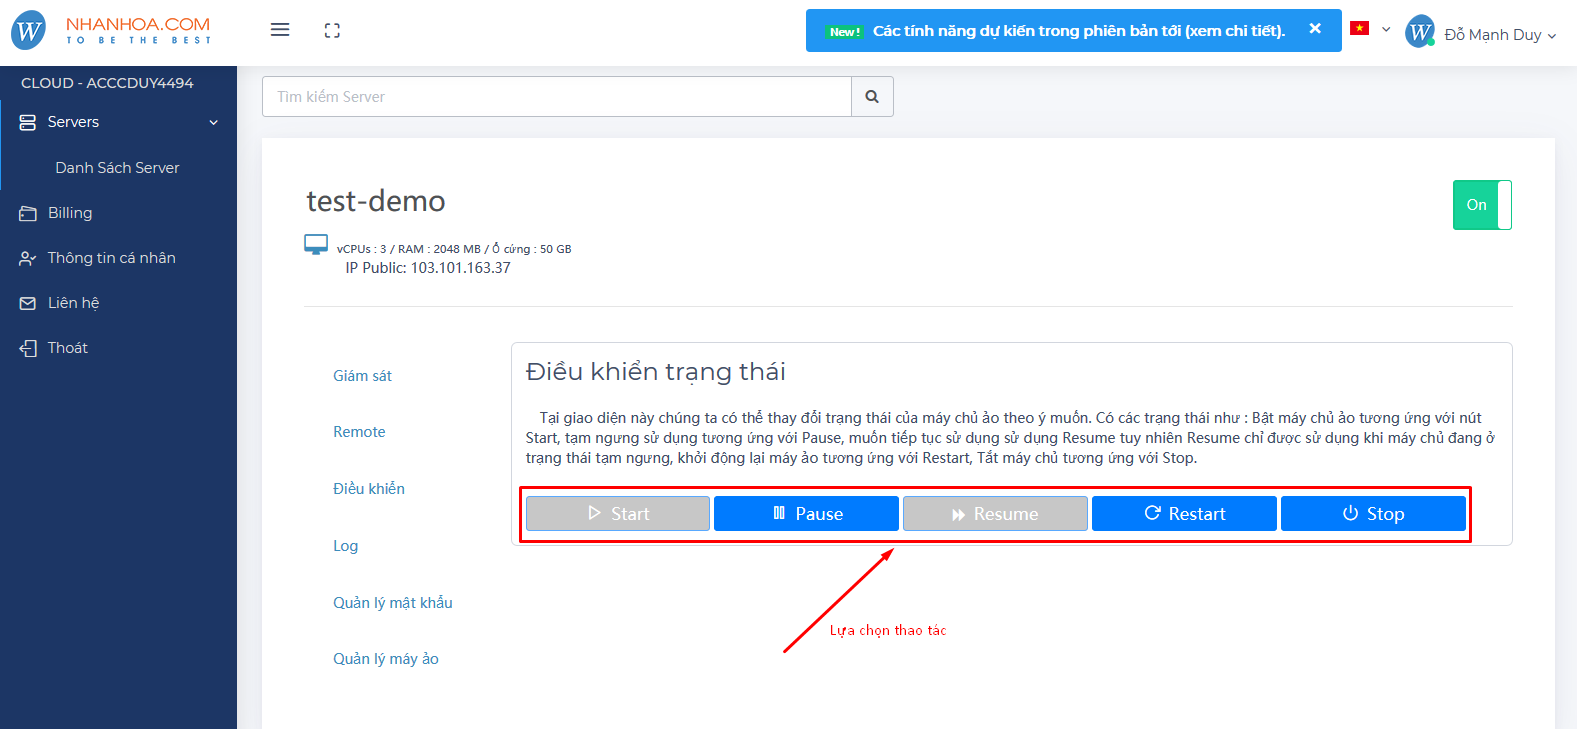 NHANHOA.COM
TO BE THE BEST
New!
Các tính năng dự kiến trong phiên bản tới (xem chi tiết).
Đỗ Mạnh Duy
CLOUD - ACCCDUY4494
Servers
Danh Sách Server
Billing
Thông tin cá nhân
Liên hệ
Thoát
Tìm kiếm Server
test-demo
On
vCPUs : 3 / RAM : 2048 MB / Ổ cứng : 50 GB
IP Public: 103.101.163.37
Giám sát
Remote
Điều khiển
Log
Quản lý mật khẩu
Quản lý máy ảo
Điều khiển trạng thái
Tại giao diện này chúng ta có thể thay đổi trạng thái của máy chủ ảo theo ý muốn. Có các trạng thái như : Bật máy chủ ảo tương ứng với nút
Start, tạm ngưng sử dụng tương ứng với Pause, muốn tiếp tục sử dụng sử dụng Resume tuy nhiên Resume chỉ được sử dụng khi máy chủ đang ở
trạng thái tạm ngưng, khởi động lại máy ảo tương ứng với Restart, Tắt máy chủ tương ứng với Stop.
Start
Pause
Resume
Restart
Stop
Lựa chọn thao tác